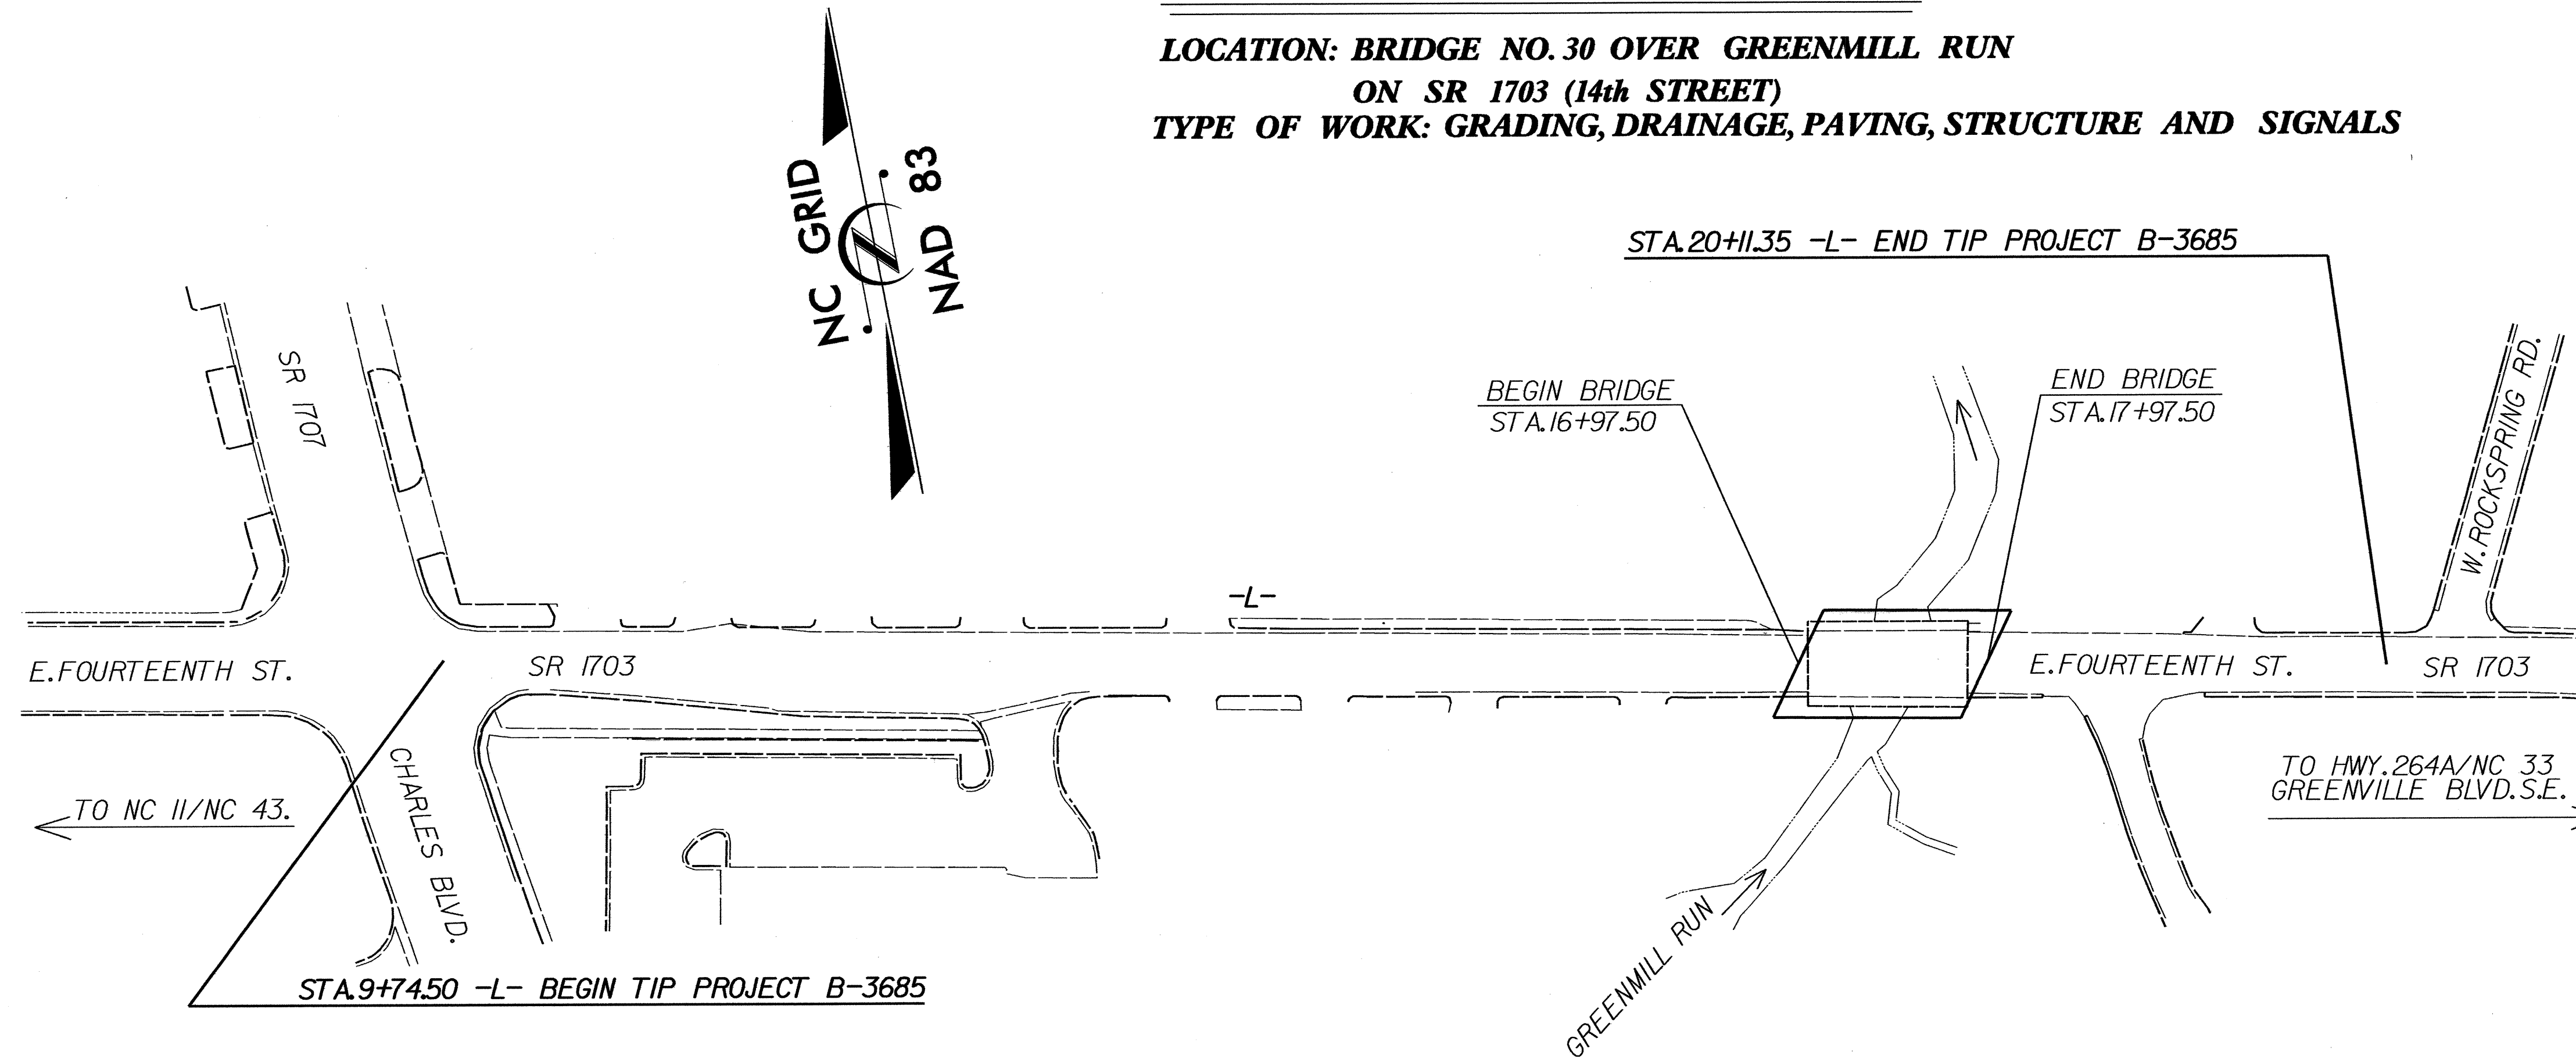 LOCATION: BRIDGE NO. 30 OVER GREENMILL RUN
ON SR 1703 (14th STREET)
TYPE OF WORK: GRADING, DRAINAGE, PAVING, STRUCTURE AND SIGNALS
NC GRID
NAD 83
STA. 20+11.35 -L- END TIP PROJECT B-3685
SR 1707
BEGIN BRIDGE
STA. 16+97.50
END BRIDGE
STA. 17+97.50
W. ROCKSPRING RD.
-L-
E. FOURTEENTH ST.
SR 1703
E. FOURTEENTH ST.
SR 1703
CHARLES BLVD.
TO NC 11/NC 43.
TO HWY. 264A/NC 33
GREENVILLE BLVD. S.E.
GREENMILL RUN
STA. 9+74.50 -L- BEGIN TIP PROJECT B-3685